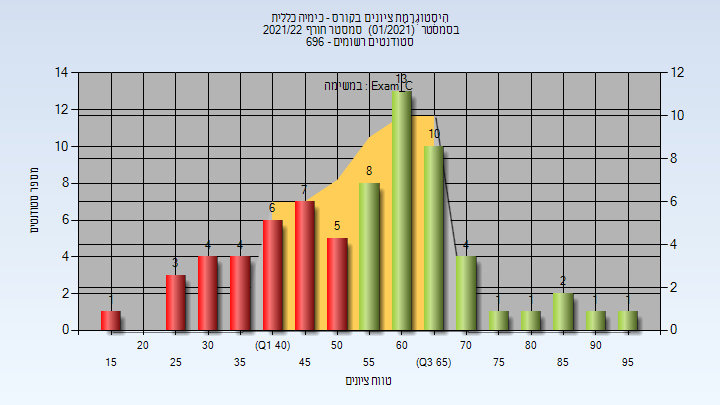 היסטוגרמת ציונים בקורס - כימיה כללית
בסמסטר (01/2021) סמסטר חורף 2021/22
סטודנטים רשומים - 696
במשימה : Exam_C
מספר סטודנטים
14 12 10 8 6 4 2 0
12 10 8 6 4 2 0
1 3 4 4 6 7 5 8 13 10 4 1 1 2 1 1
20 30 (Q1 40) 50 60 70 80 90
15 25 35 45 55 (Q3 65) 75 85 95
טווח ציונים